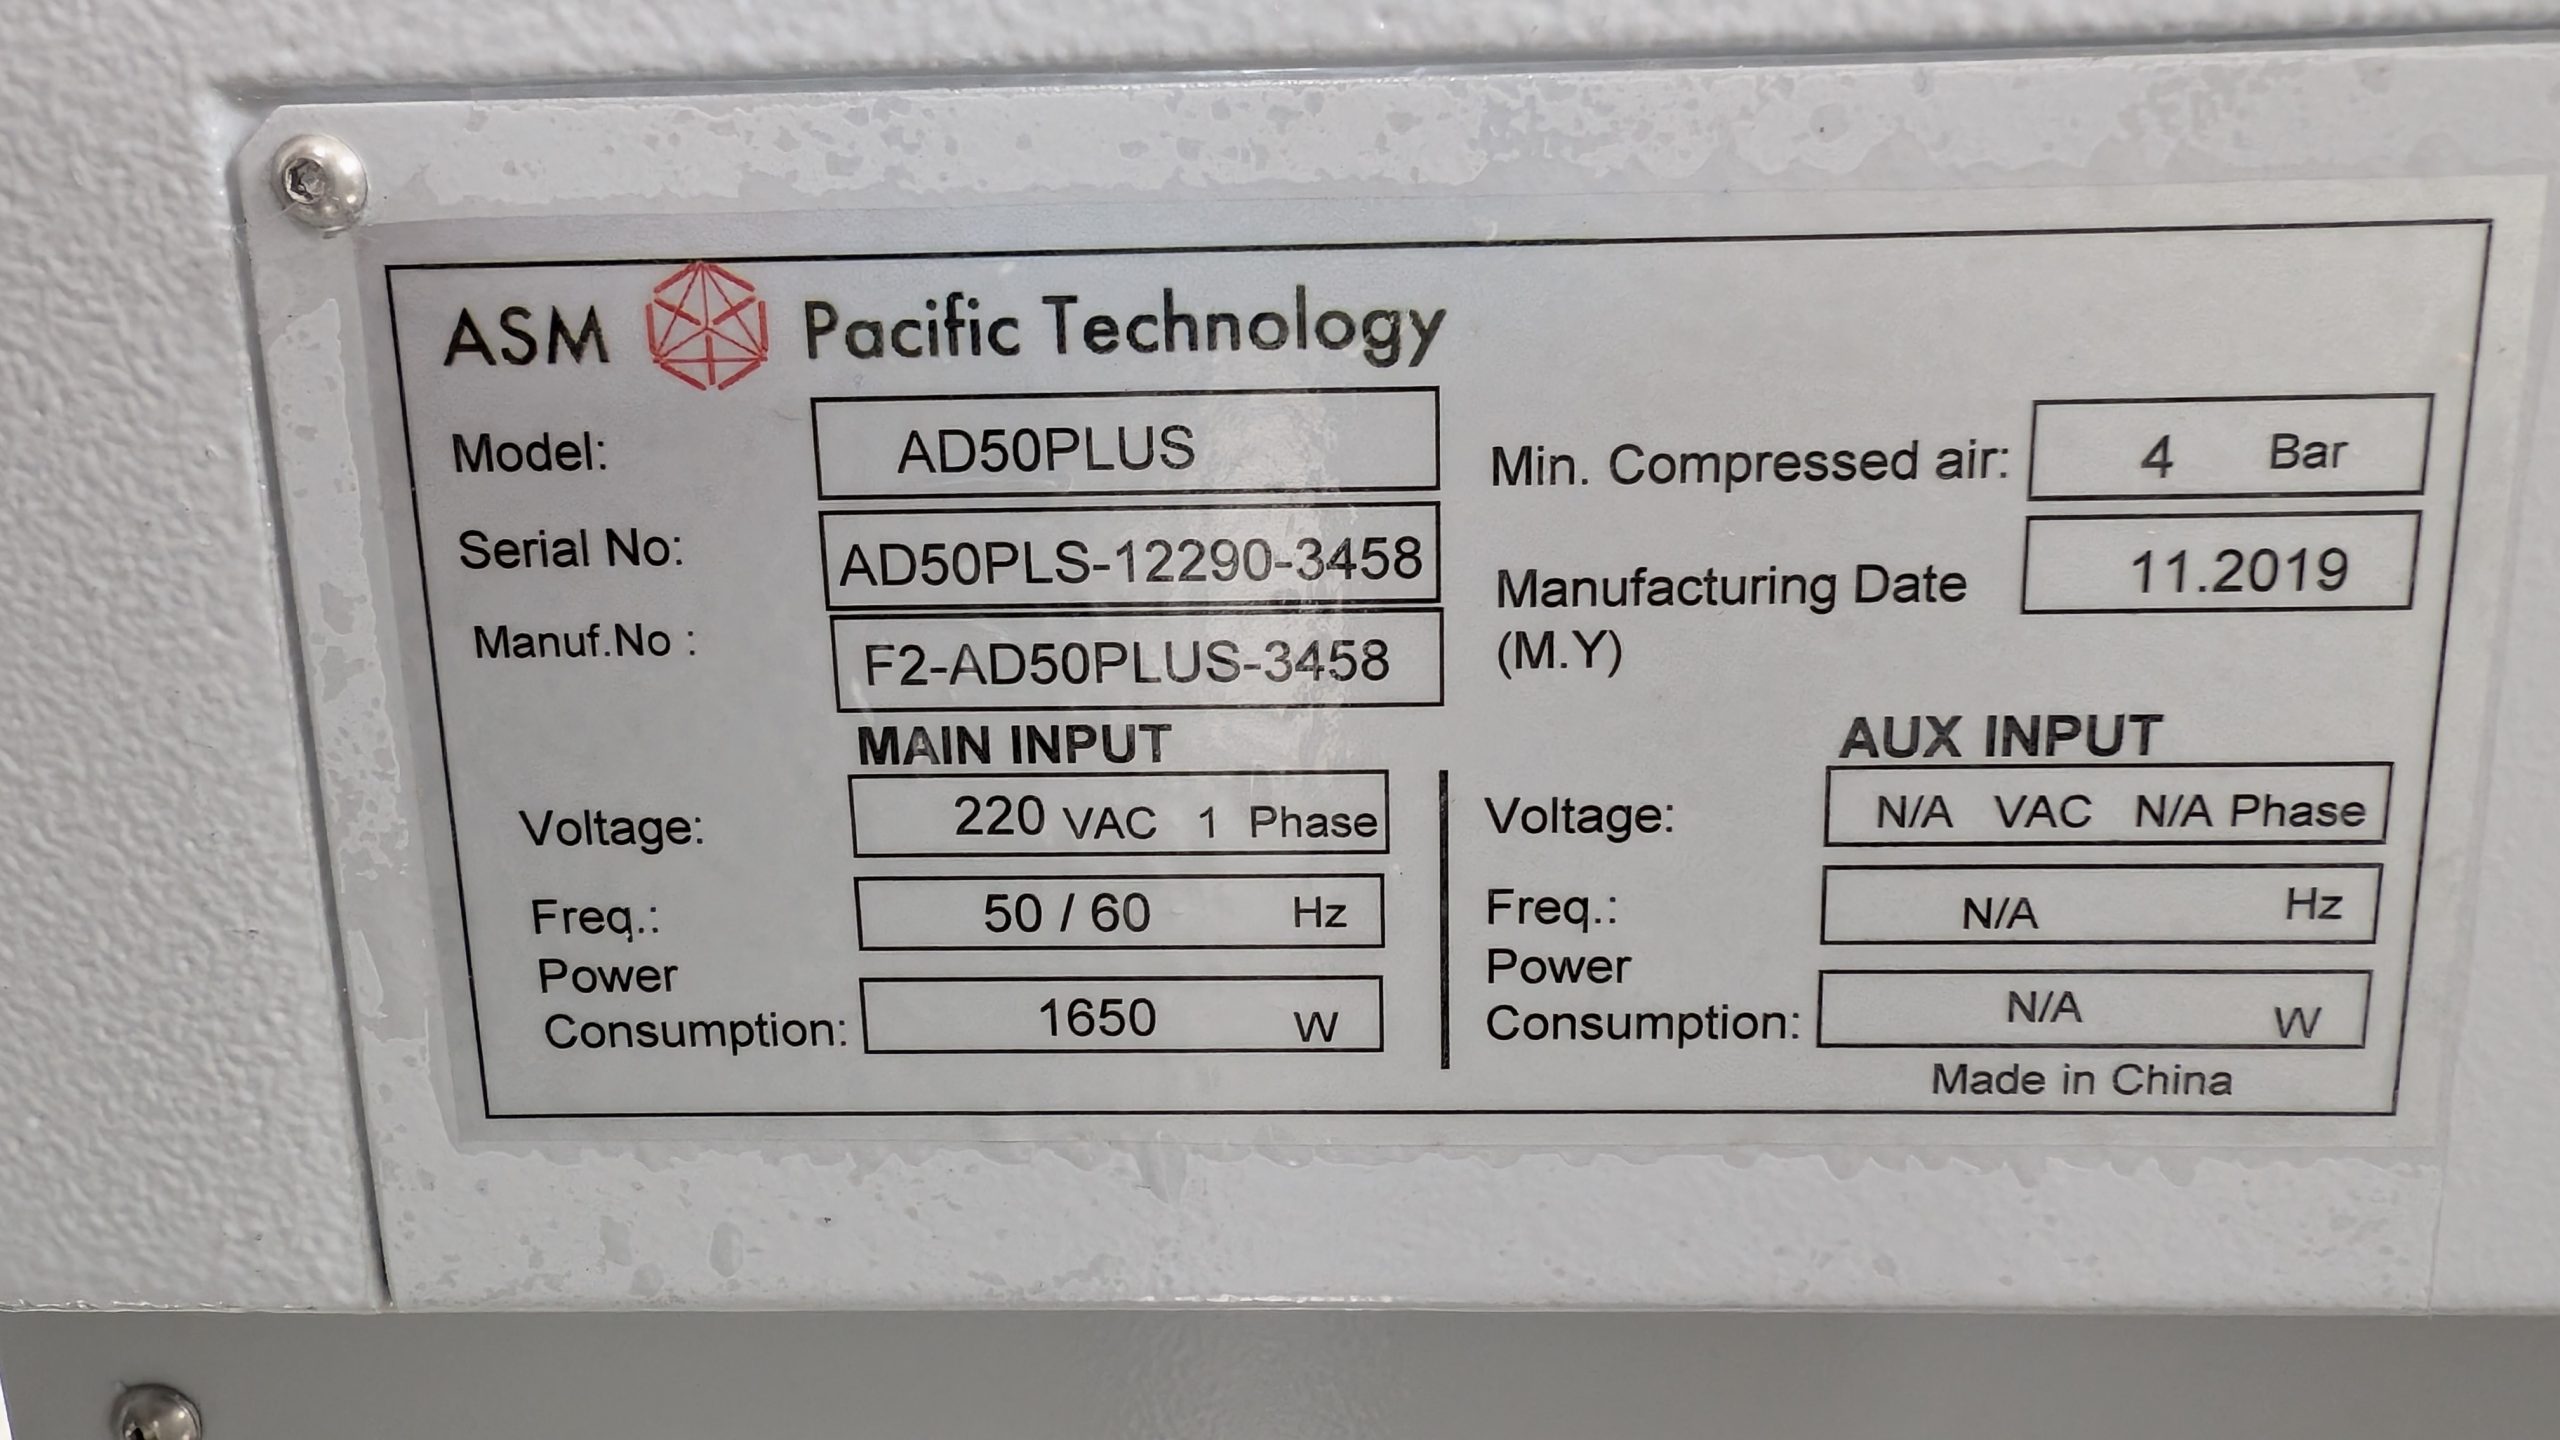 ASM Pacific Technology
Model: AD50PLUS
Serial No: AD50PLS-12290-3458
Manuf.No : F2-AD50PLUS-3458
Min. Compressed air: 4 Bar
Manufacturing Date 11.2019
(M.Y)
MAIN INPUT
Voltage: 220 VAC 1 Phase
Freq.: 50 / 60 Hz
Power
Consumption: 1650 W
AUX INPUT
Voltage: N/A VAC N/A Phase
Freq.: N/A Hz
Power
Consumption: N/A W
Made in China